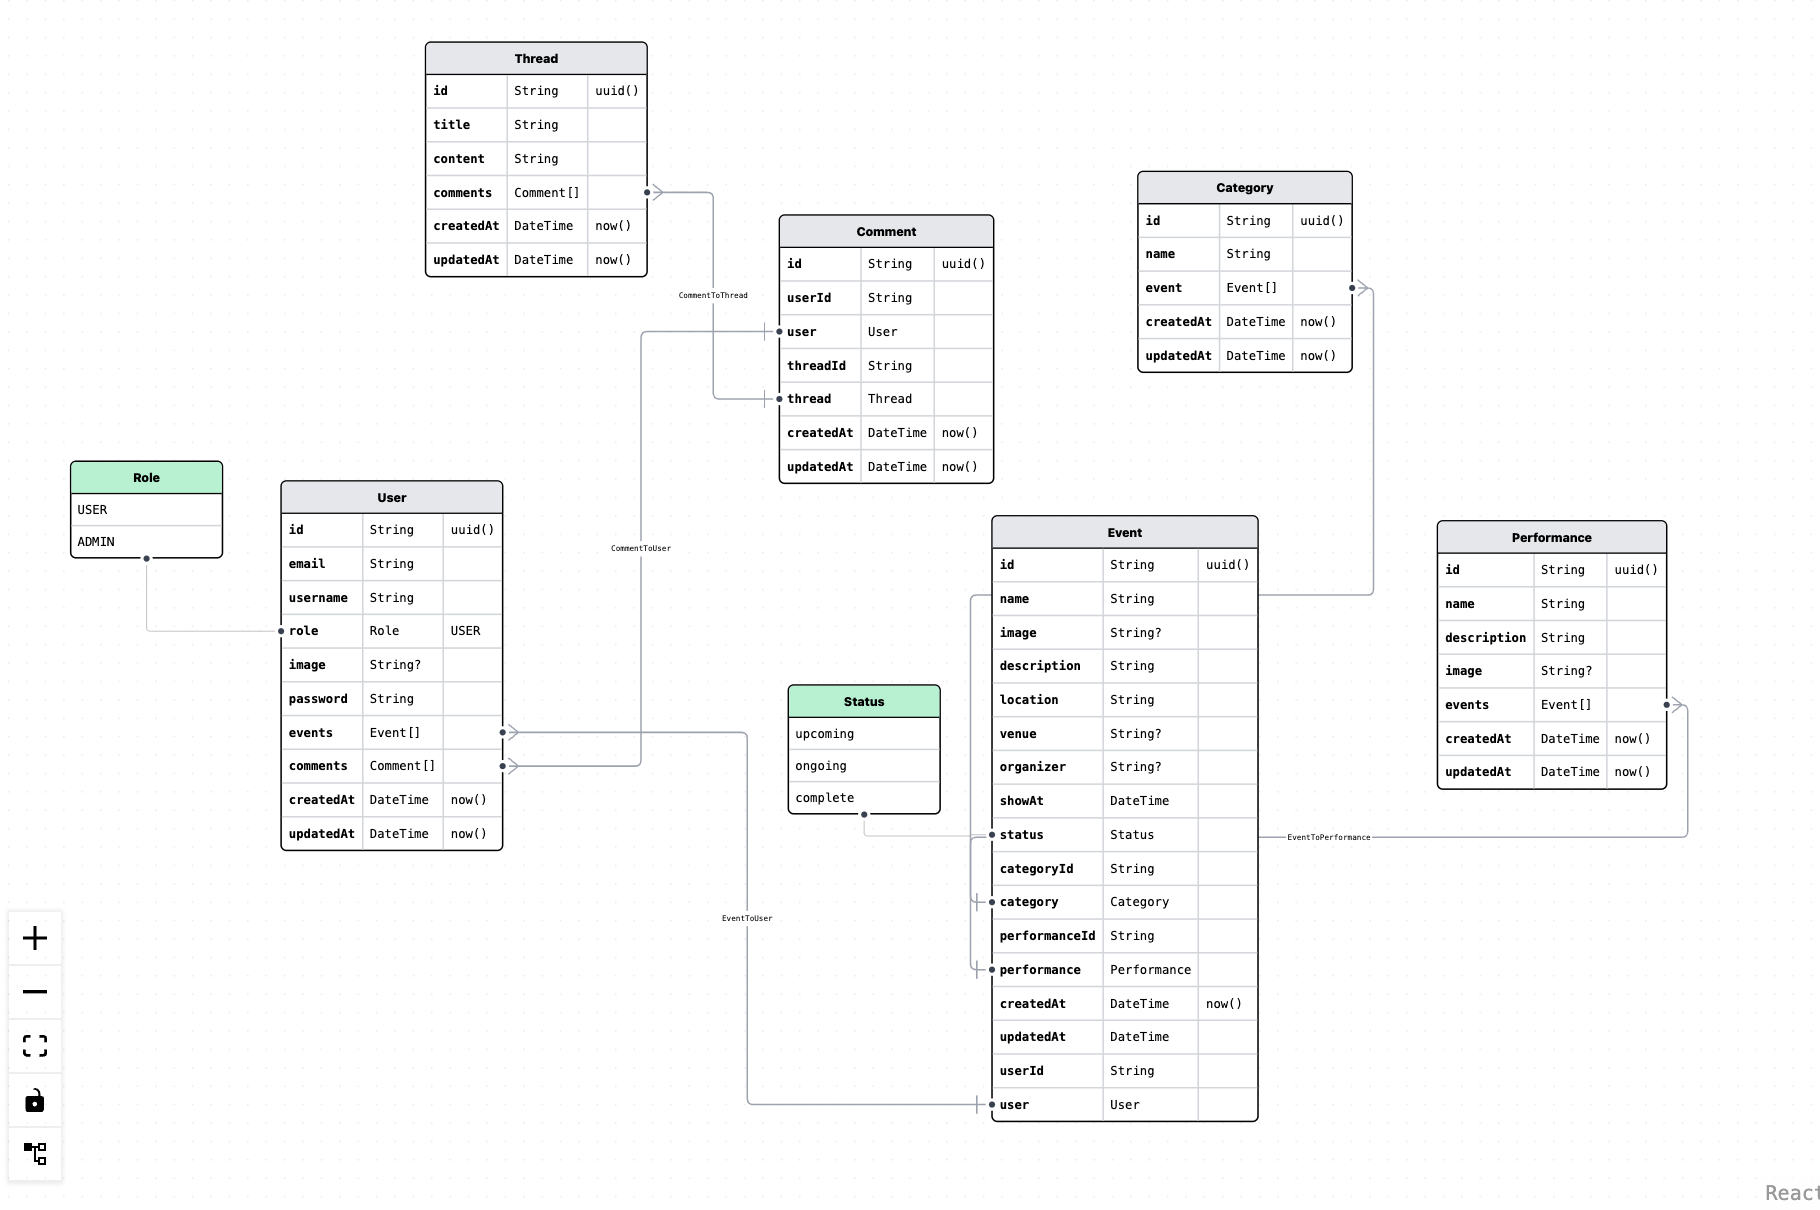 Thread
id String uuid()
title String
content String
comments Comment[]
createdAt DateTime now()
updatedAt DateTime now()
CommentToThread
Comment
id String uuid()
userId String
user User
threadId String
thread Thread
createdAt DateTime now()
updatedAt DateTime now()
Category
id String uuid()
name String
event Event[]
createdAt DateTime now()
updatedAt DateTime now()
Role
USER
ADMIN
User
id String uuid()
email String
username String
role Role USER
image String?
password String
events Event[]
comments Comment[]
createdAt DateTime now()
updatedAt DateTime now()
CommentToUser
EventToUser
Status
upcoming
ongoing
complete
Event
id String uuid()
name String
image String?
description String
location String
venue String?
organizer String?
showAt DateTime
status Status
categoryId String
category Category
performanceId String
performance Performance
createdAt DateTime now()
updatedAt DateTime
userId String
user User
Performance
id String uuid()
name String
description String
image String?
events Event[]
createdAt DateTime now()
updatedAt DateTime now()
EventToPerformance
React